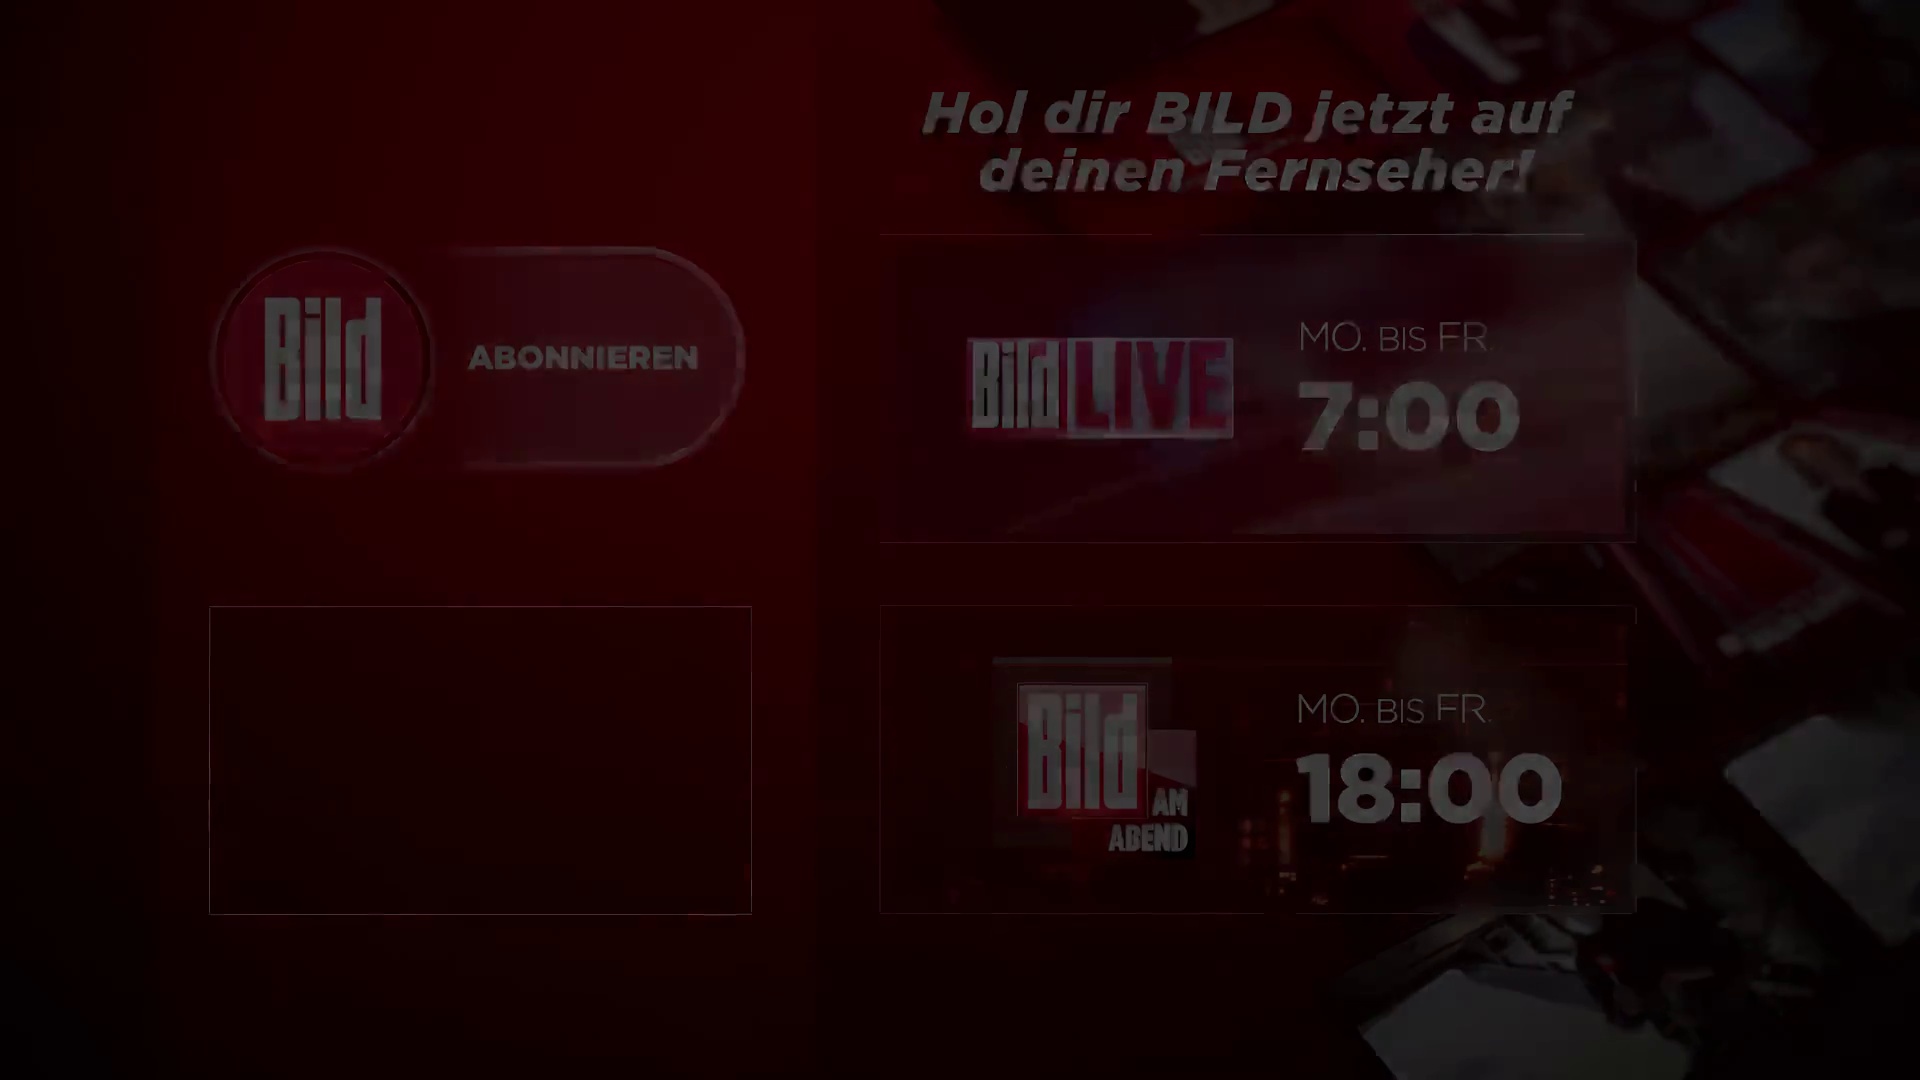 Hol dir BILD jetzt auf
deinen Fernseher!
Bild
ABONNIEREN
Bild LIVE
MO. BIS FR.
7:00
Bild
AM
ABEND
MO. BIS FR.
18:00